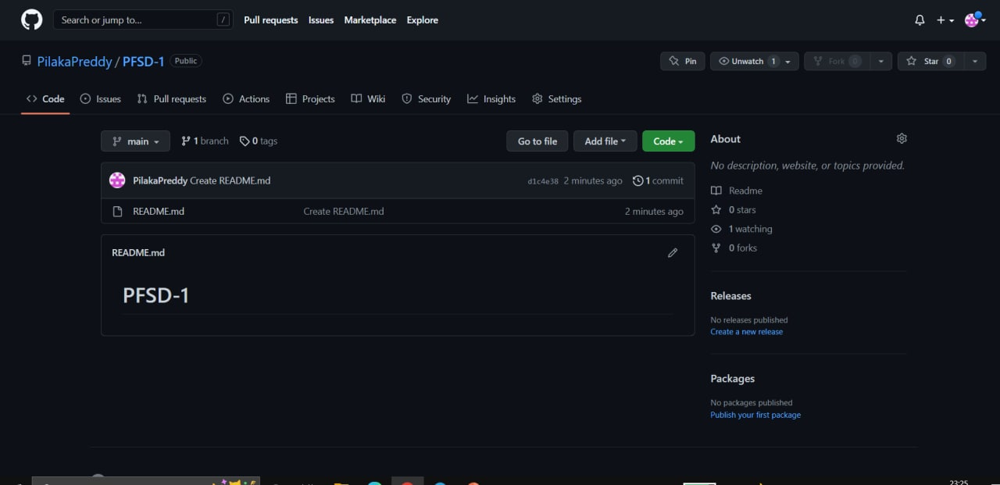 Search or jump to... / Pull requests Issues Marketplace Explore
PilakaPreddy / PFSD-1 Public Pin Unwatch 1 Fork 0 Star 0
Code Issues Pull requests Actions Projects Wiki Security Insights Settings
main 1 branch 0 tags Go to file Add file Code
PilakaPreddy Create README.md d1c4e38 2 minutes ago 1 commit
README.md Create README.md 2 minutes ago
README.md
PFSD-1
About
No description, website, or topics provided.
Readme
0 stars
1 watching
0 forks
Releases
No releases published
Create a new release
Packages
No packages published
Publish your first package
23:25